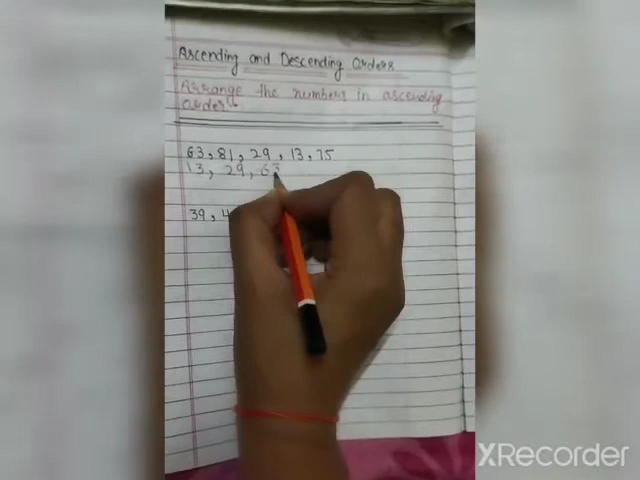 Ascending and Descending Orders
Arrange the numbers in ascending
order
63, 81, 29, 13, 75
13, 29, 63
39, 4
XRecorder